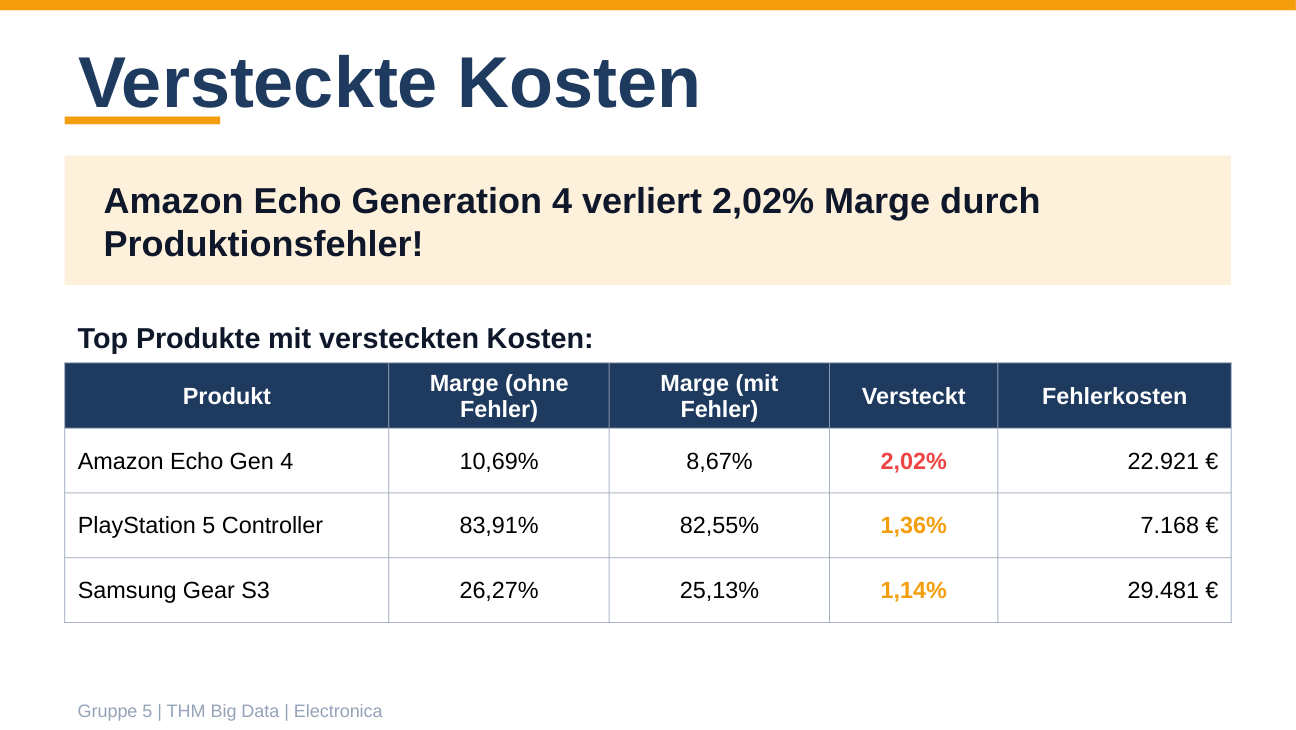 Versteckte Kosten
Amazon Echo Generation 4 verliert 2,02% Marge durch
Produktionsfehler!
Top Produkte mit versteckten Kosten:
Produkt Marge (ohne Fehler) Marge (mit Fehler) Versteckt Fehlerkosten
Amazon Echo Gen 4 10,69% 8,67% 2,02% 22.921 €
PlayStation 5 Controller 83,91% 82,55% 1,36% 7.168 €
Samsung Gear S3 26,27% 25,13% 1,14% 29.481 €
Gruppe 5 | THM Big Data | Electronica